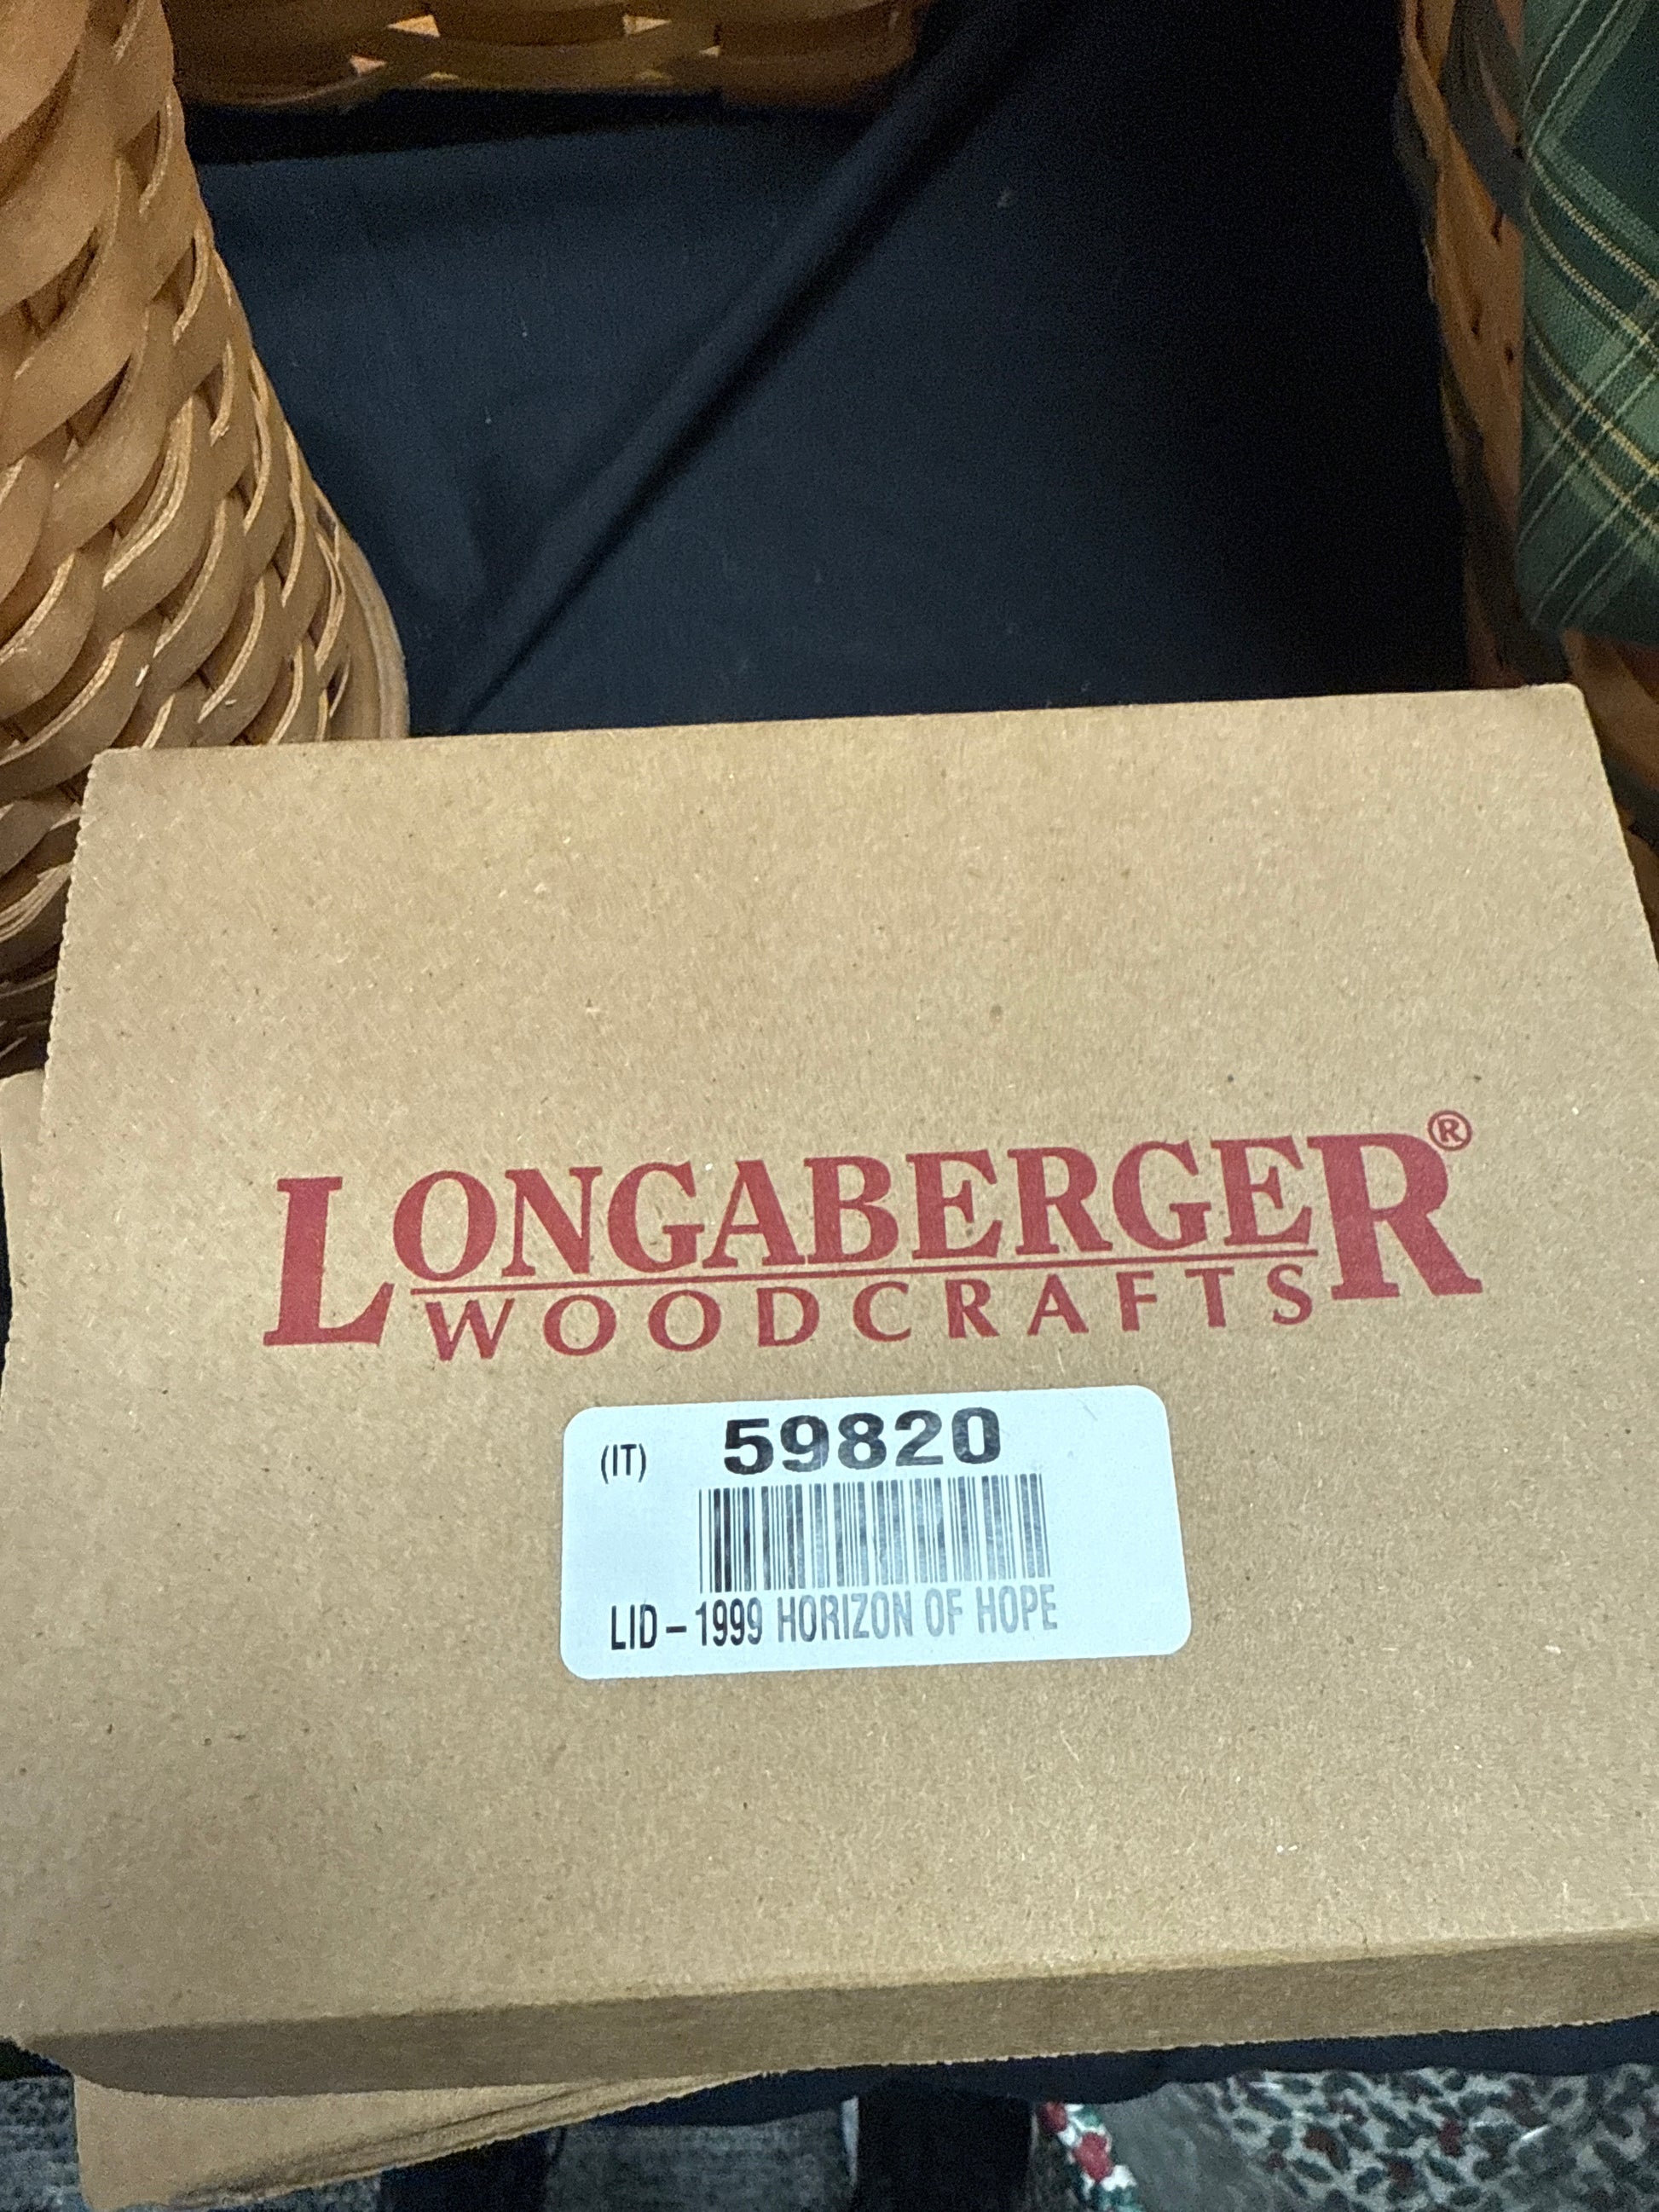 LONGABERGER®
WOODCRAFTS
(IT) 59820
LID-1999 HORIZON OF HOPE